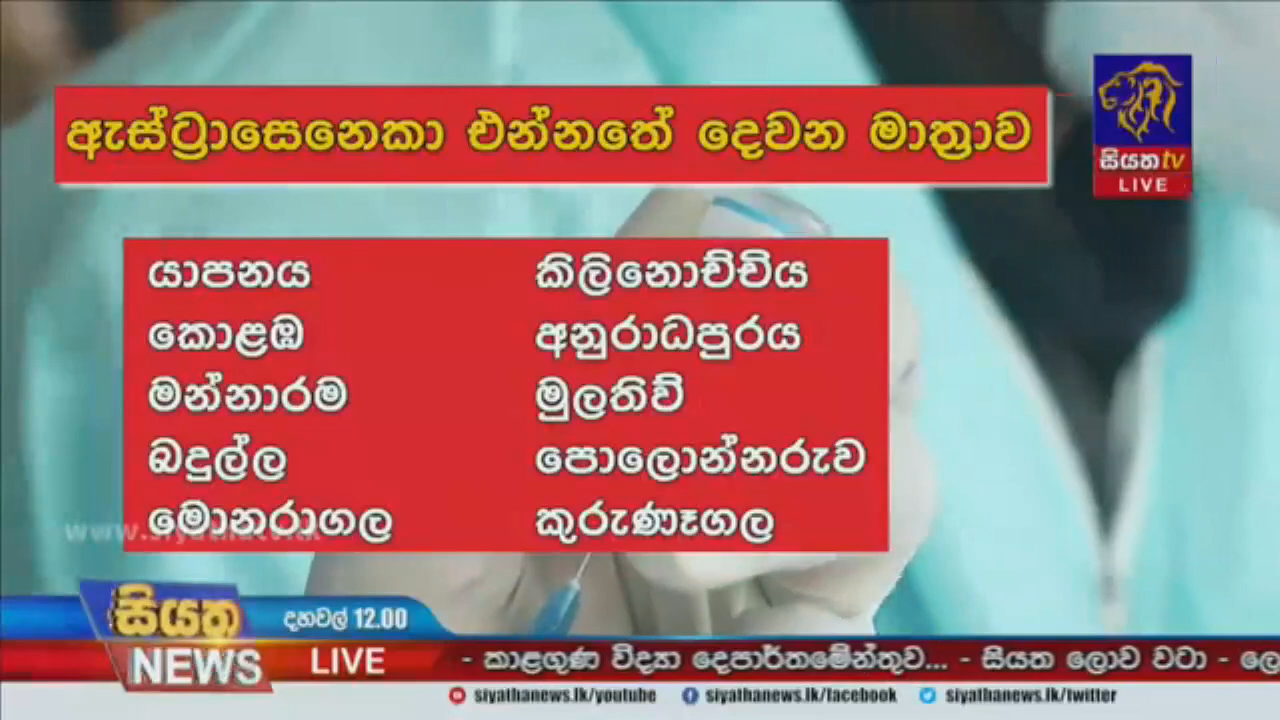 ඇස්ට්‍රාසෙනෙකා එන්නතේ දෙවන මාත්‍රාව
සියත tv
LIVE
යාපනය කිලිනොච්චිය
කොළඹ අනුරාධපුරය
මන්නාරම මුලතිව්
බදුල්ල පොලොන්නරුව
මොනරාගල කුරුණෑගල
සියත දහවල් 12.00
NEWS LIVE - කාළගුණ විද්‍යා දෙපාර්තමේන්තුව... - සියත ලොව වටා -
siyathanews.lk/youtube siyathanews.lk/facebook siyathanews.lk/twitter